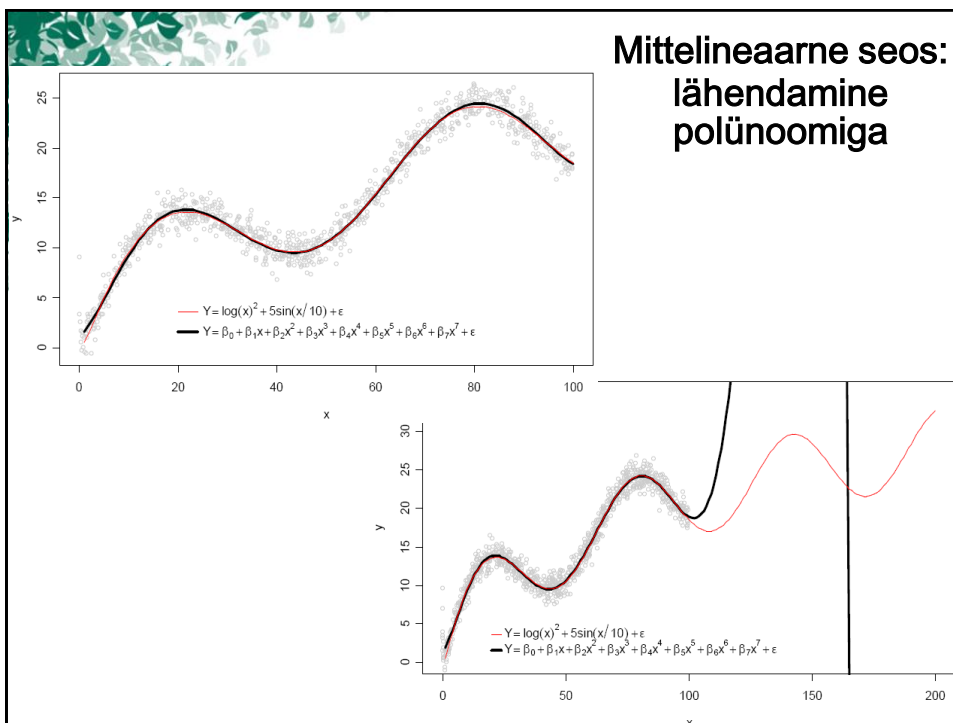 Mittelineaarne seos:
lähendamine
polünoomiga
25
20
15
10
5
0
y
Y = log(x)² + 5sin(x/10) + ε
Y = β₀ + β₁x + β₂x² + β₃x³ + β₄x⁴ + β₅x⁵ + β₆x⁶ + β₇x⁷ + ε
0 20 40 60 80 100
x
30
25
20
15
10
5
0
y
Y = log(x)² + 5sin(x/10) + ε
Y = β₀ + β₁x + β₂x² + β₃x³ + β₄x⁴ + β₅x⁵ + β₆x⁶ + β₇x⁷ + ε
0 50 100 150 200
x